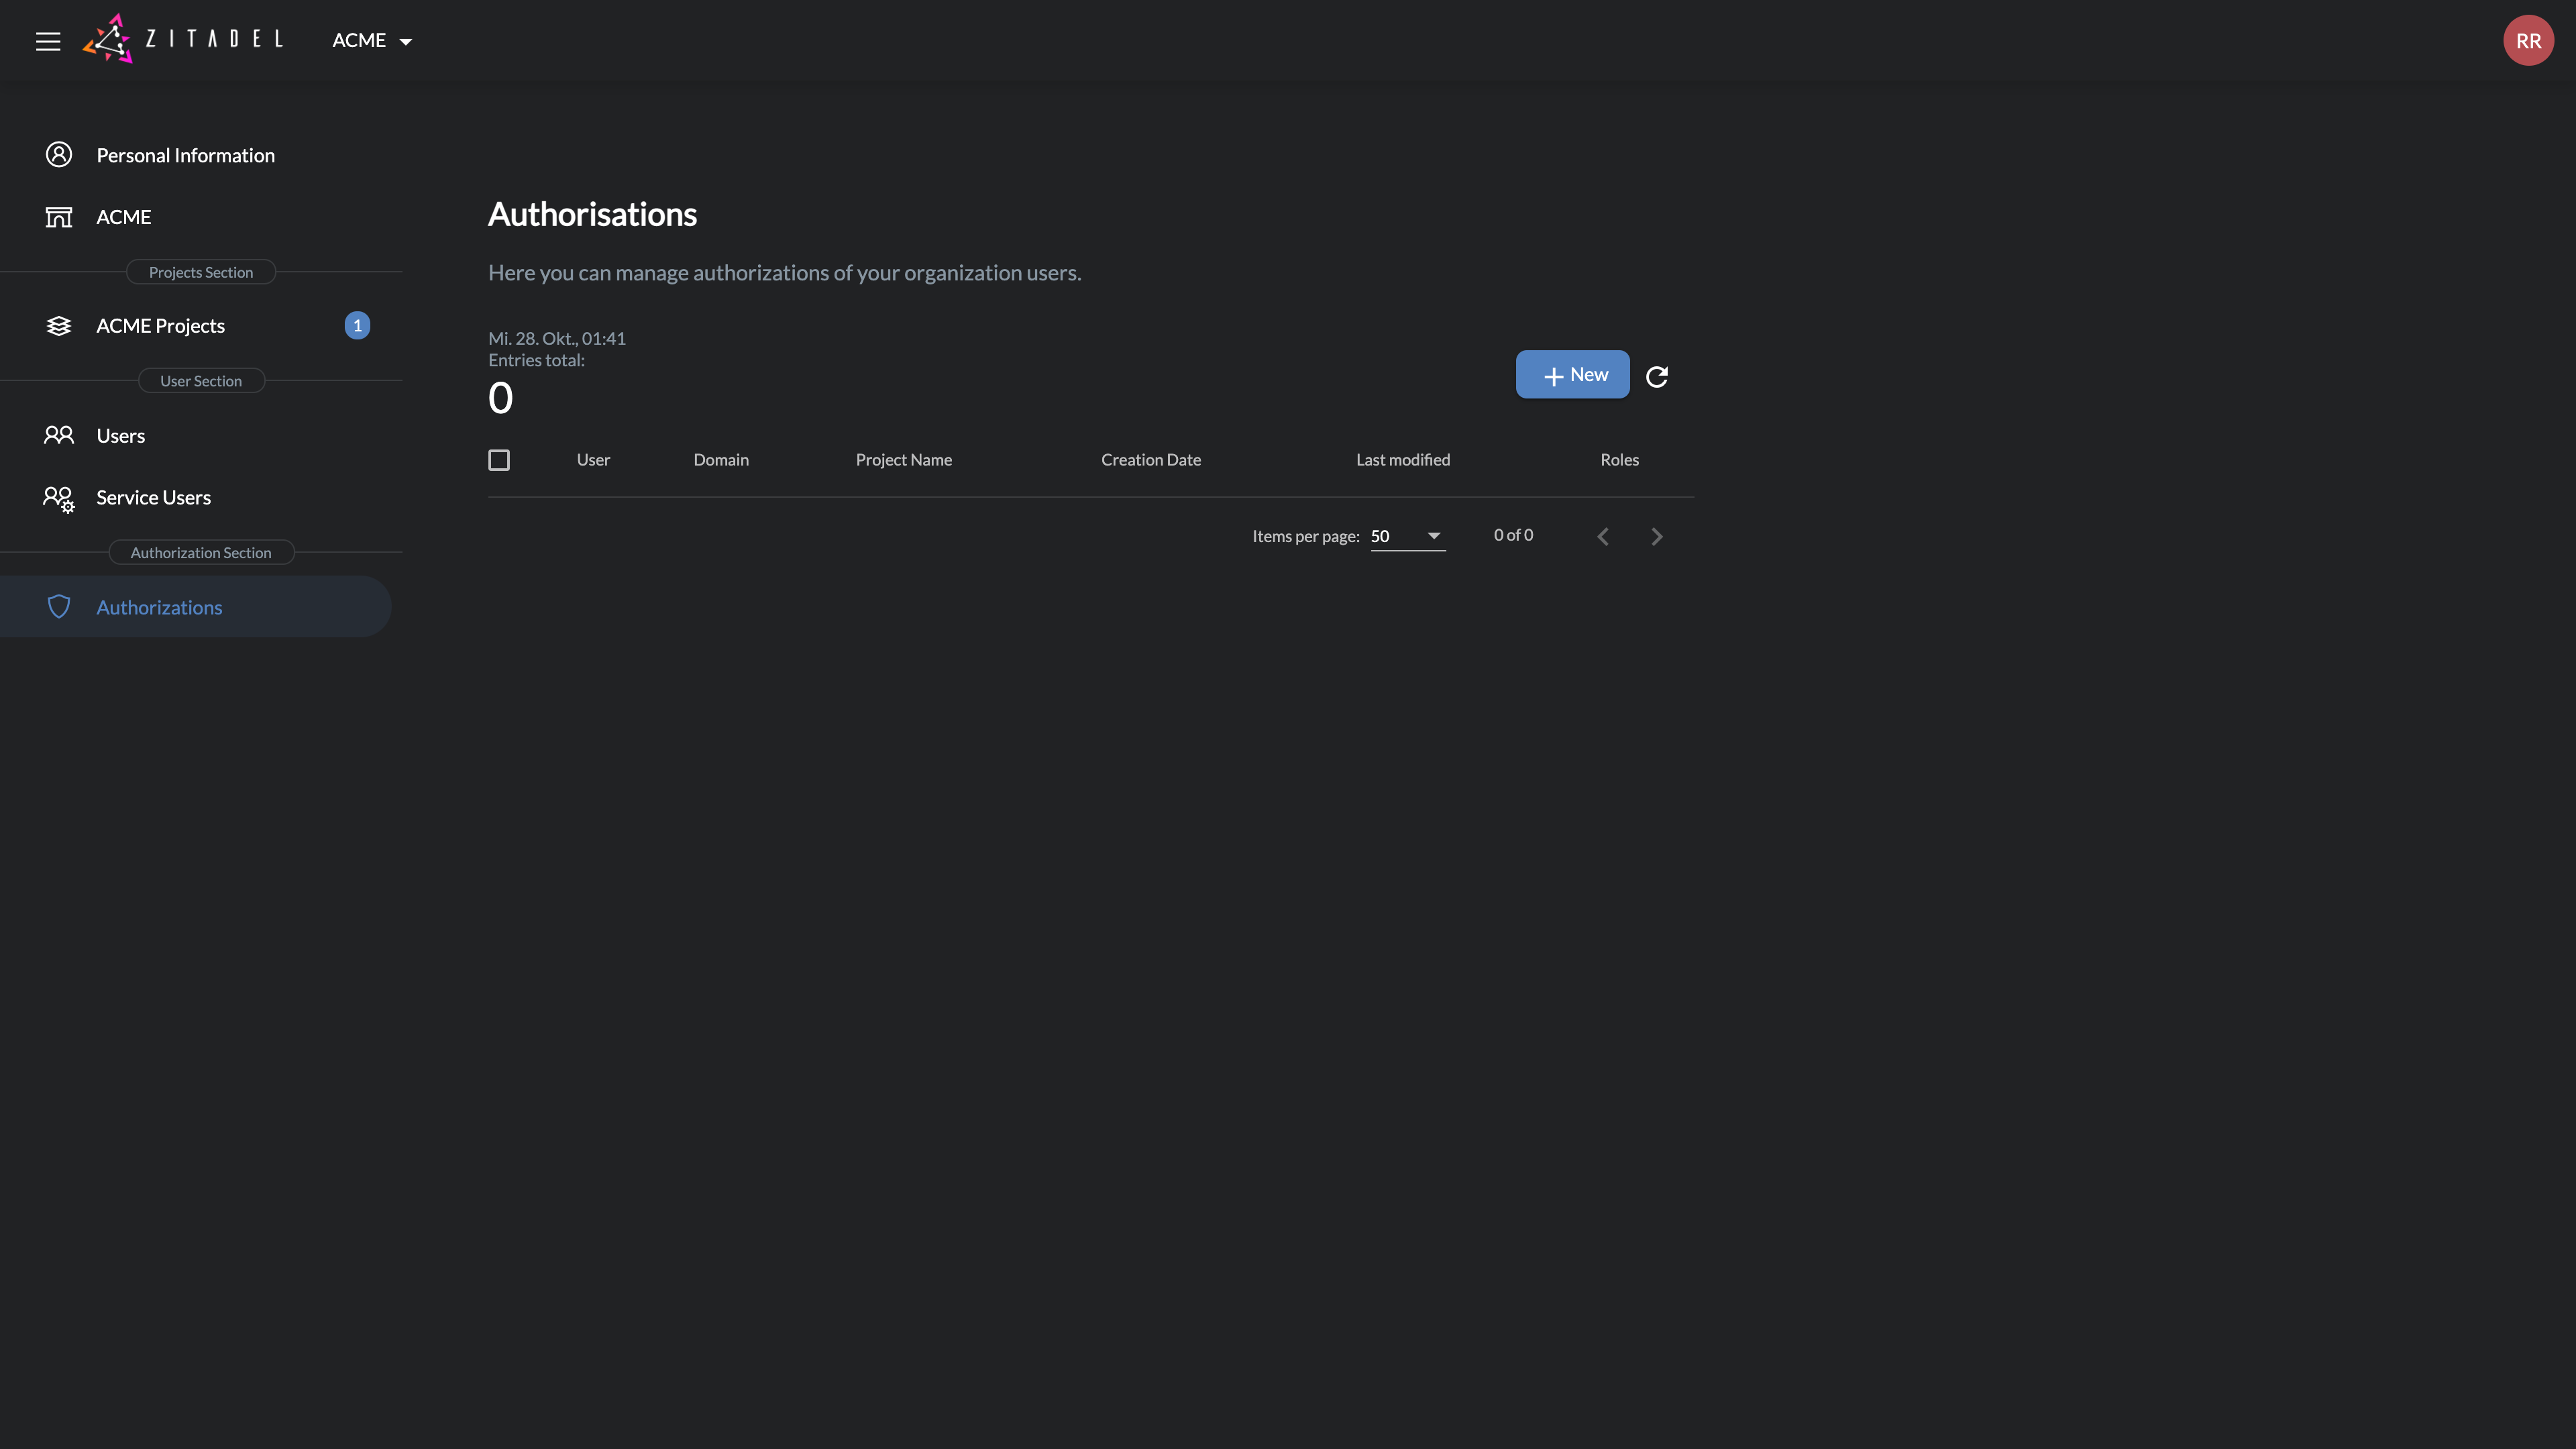 ZITADEL ACME RR
Personal Information
ACME
Projects Section
ACME Projects 1
User Section
Users
Service Users
Authorization Section
Authorizations
Authorisations
Here you can manage authorizations of your organization users.
Mi. 28. Okt., 01:41
Entries total:
0
New
User Domain Project Name Creation Date Last modified Roles
Items per page: 50 0 of 0